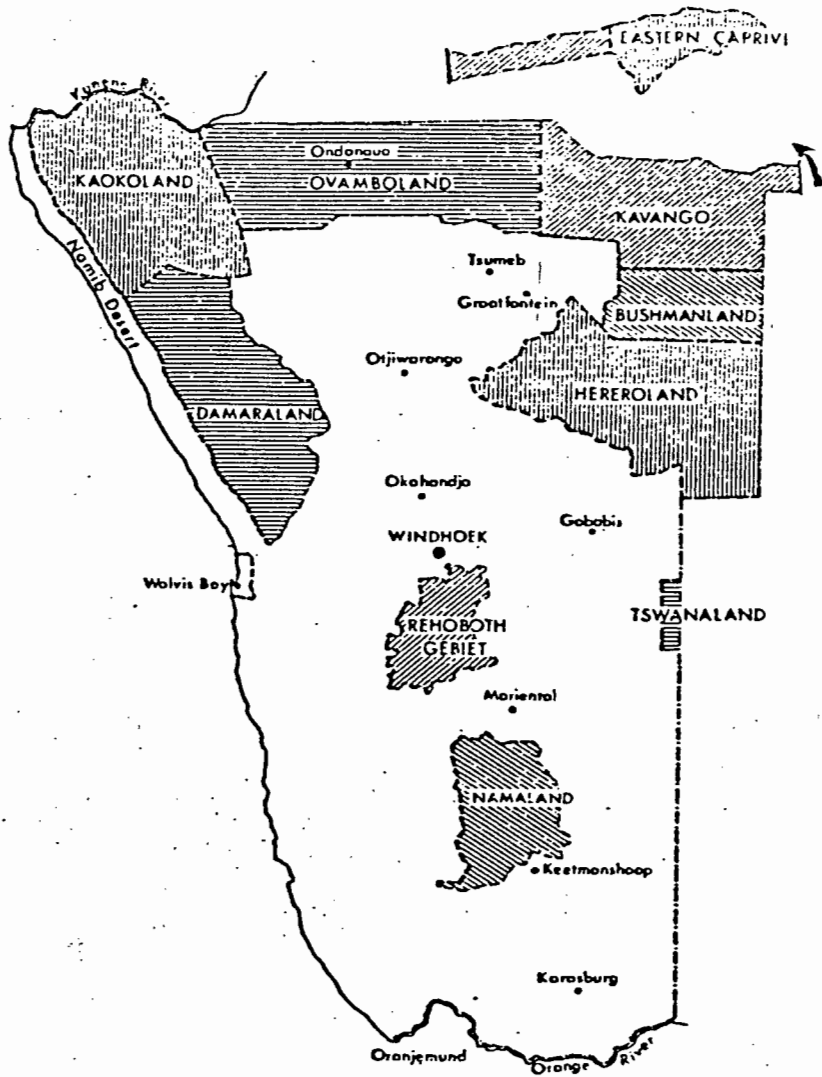 EASTERN CAPRIVI
Kunene River
Ondangua
OVAMBOLAND
KAOKOLAND
KAVANGO
Namib Desert
Tsumeb
Grootfontein
BUSHMANLAND
Otjiwarongo
HEREROLAND
DAMARALAND
Okahandja
Gobabis
WINDHOEK
Walvis Bay
TSWANALAND
REHOBOTH
GEBIET
Mariental
NAMALAND
Keetmanshoop
Karasburg
Oranjemund
Orange River